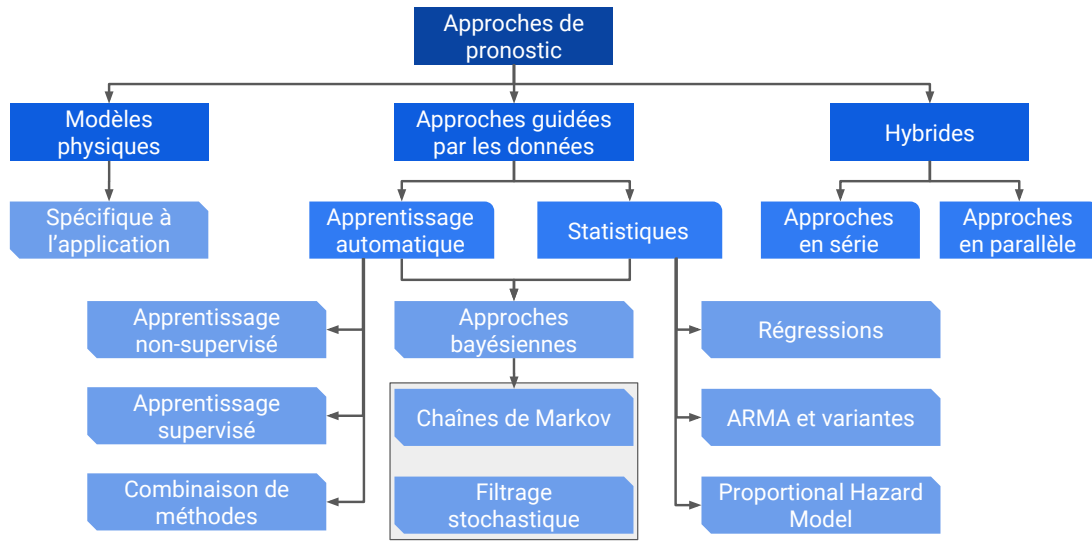 Approches de
pronostic
Modèles
physiques
Approches guidées
par les données
Hybrides
Spécifique à
l'application
Apprentissage
automatique
Statistiques
Approches
en série
Approches
en parallèle
Apprentissage
non-supervisé
Approches
bayésiennes
Régressions
Apprentissage
supervisé
Chaînes de Markov
ARMA et variantes
Combinaison de
méthodes
Filtrage
stochastique
Proportional Hazard
Model